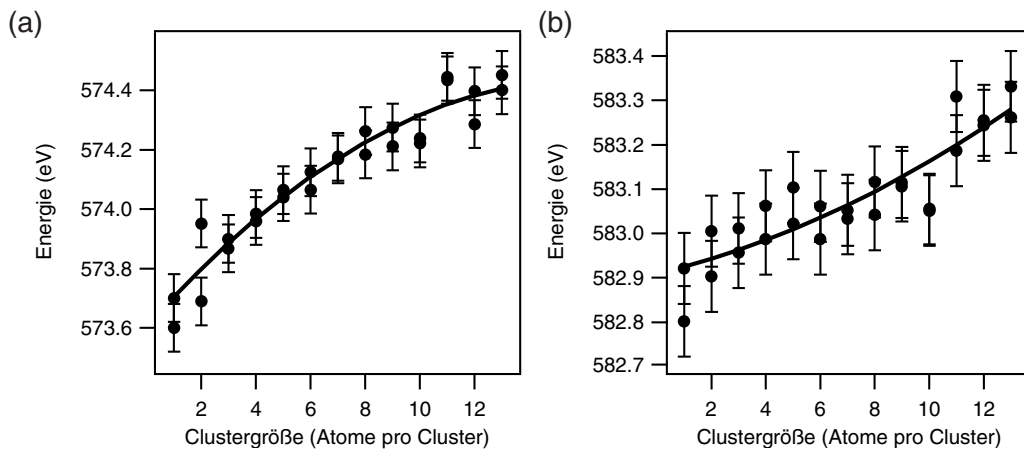 (a)
Energie (eV)
574.4
574.2
574.0
573.8
573.6
2 4 6 8 10 12
Clustergröße (Atome pro Cluster)
(b)
Energie (eV)
583.4
583.3
583.2
583.1
583.0
582.9
582.8
582.7
2 4 6 8 10 12
Clustergröße (Atome pro Cluster)